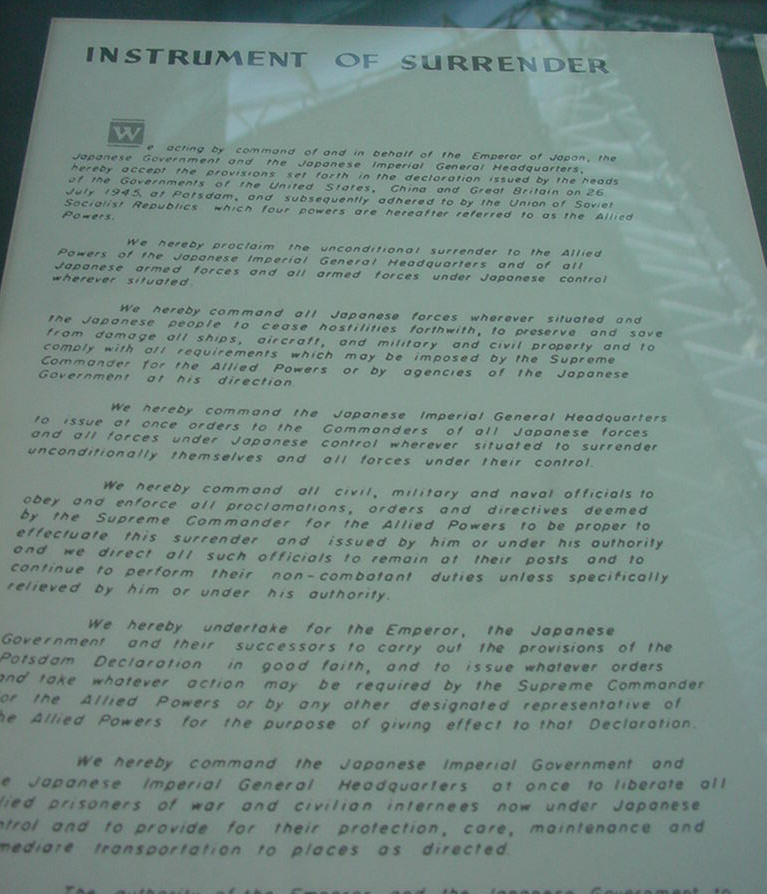 INSTRUMENT OF SURRENDER
We acting by command of and in behalf of the Emperor of Japan, the
Japanese Government and the Japanese Imperial General Headquarters,
hereby accept the provisions set forth in the declaration issued by the heads
of the Governments of the United States, China and Great Britain on 26
July 1945, at Potsdam, and subsequently adhered to by the Union of Soviet
Socialist Republics which four powers are hereafter referred to as the Allied
Powers.
We hereby proclaim the unconditional surrender to the Allied
Powers of the Japanese Imperial General Headquarters and of all
Japanese armed forces and all armed forces under Japanese control
wherever situated.
We hereby command all Japanese forces wherever situated and
the Japanese people to cease hostilities forthwith, to preserve and save
from damage all ships, aircraft, and military and civil property and to
comply with all requirements which may be imposed by the Supreme
Commander for the Allied Powers or by agencies of the Japanese
Government at his direction.
We hereby command the Japanese Imperial General Headquarters
to issue at once orders to the Commanders of all Japanese forces
and all forces under Japanese control wherever situated to surrender
unconditionally themselves and all forces under their control.
We hereby command all civil, military and naval officials to
obey and enforce all proclamations, orders and directives deemed
by the Supreme Commander for the Allied Powers to be proper to
effectuate this surrender and issued by him or under his authority
and we direct all such officials to remain at their posts and to
continue to perform their non-combatant duties unless specifically
relieved by him or under his authority.
We hereby undertake for the Emperor, the Japanese
Government and their successors to carry out the provisions of the
Potsdam Declaration in good faith, and to issue whatever orders
and take whatever action may be required by the Supreme Commander
or the Allied Powers or by any other designated representative of
he Allied Powers for the purpose of giving effect to that Declaration.
We hereby command the Japanese Imperial Government and
e Japanese Imperial General Headquarters at once to liberate all
lied prisoners of war and civilian internees now under Japanese
ntrol and to provide for their protection, care, maintenance and
mediate transportation to places as directed.
The authority of the Emperor and the Japanese Government to